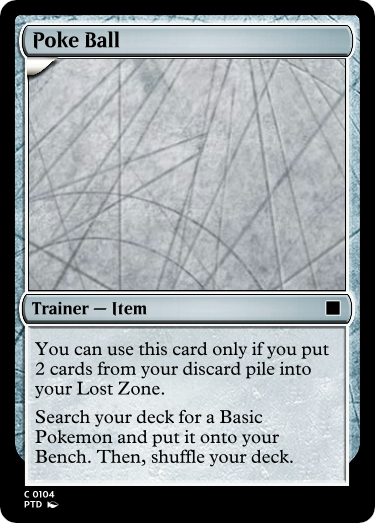 Poke Ball
Trainer — Item
You can use this card only if you put
2 cards from your discard pile into
your Lost Zone.
Search your deck for a Basic
Pokemon and put it onto your
Bench. Then, shuffle your deck.
C 0104
PTD